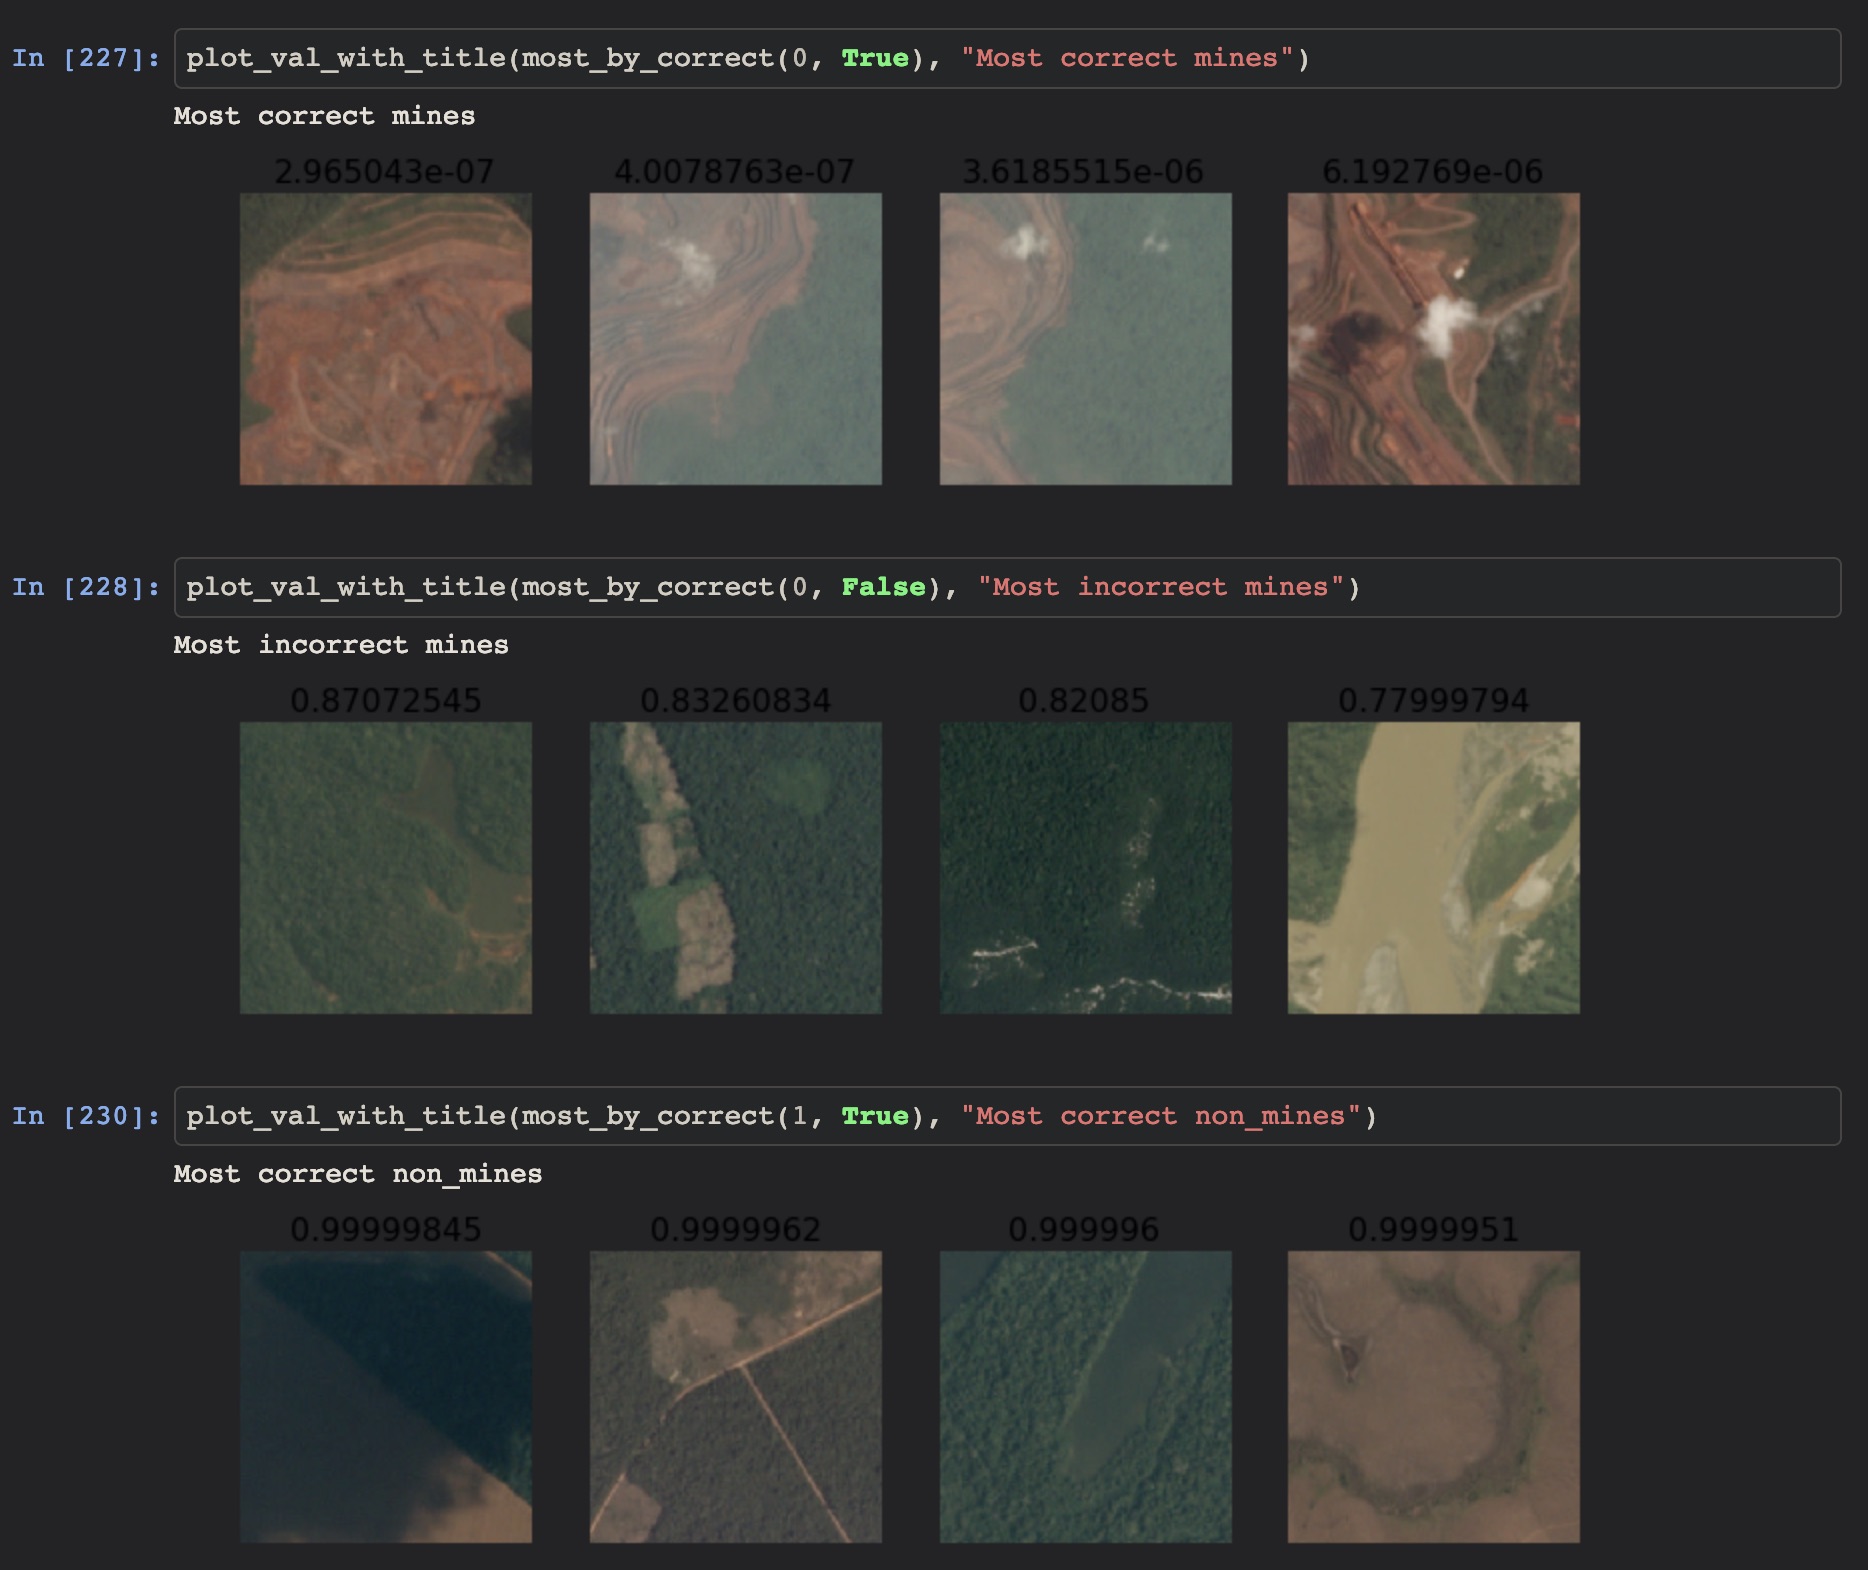 In [227]: plot_val_with_title(most_by_correct(0, True), "Most correct mines")
Most correct mines
2.965043e-07 4.0078763e-07 3.6185515e-06 6.192769e-06
In [228]: plot_val_with_title(most_by_correct(0, False), "Most incorrect mines")
Most incorrect mines
0.87072545 0.83260834 0.82085 0.77999794
In [230]: plot_val_with_title(most_by_correct(1, True), "Most correct non_mines")
Most correct non_mines
0.99999845 0.9999962 0.999996 0.9999951